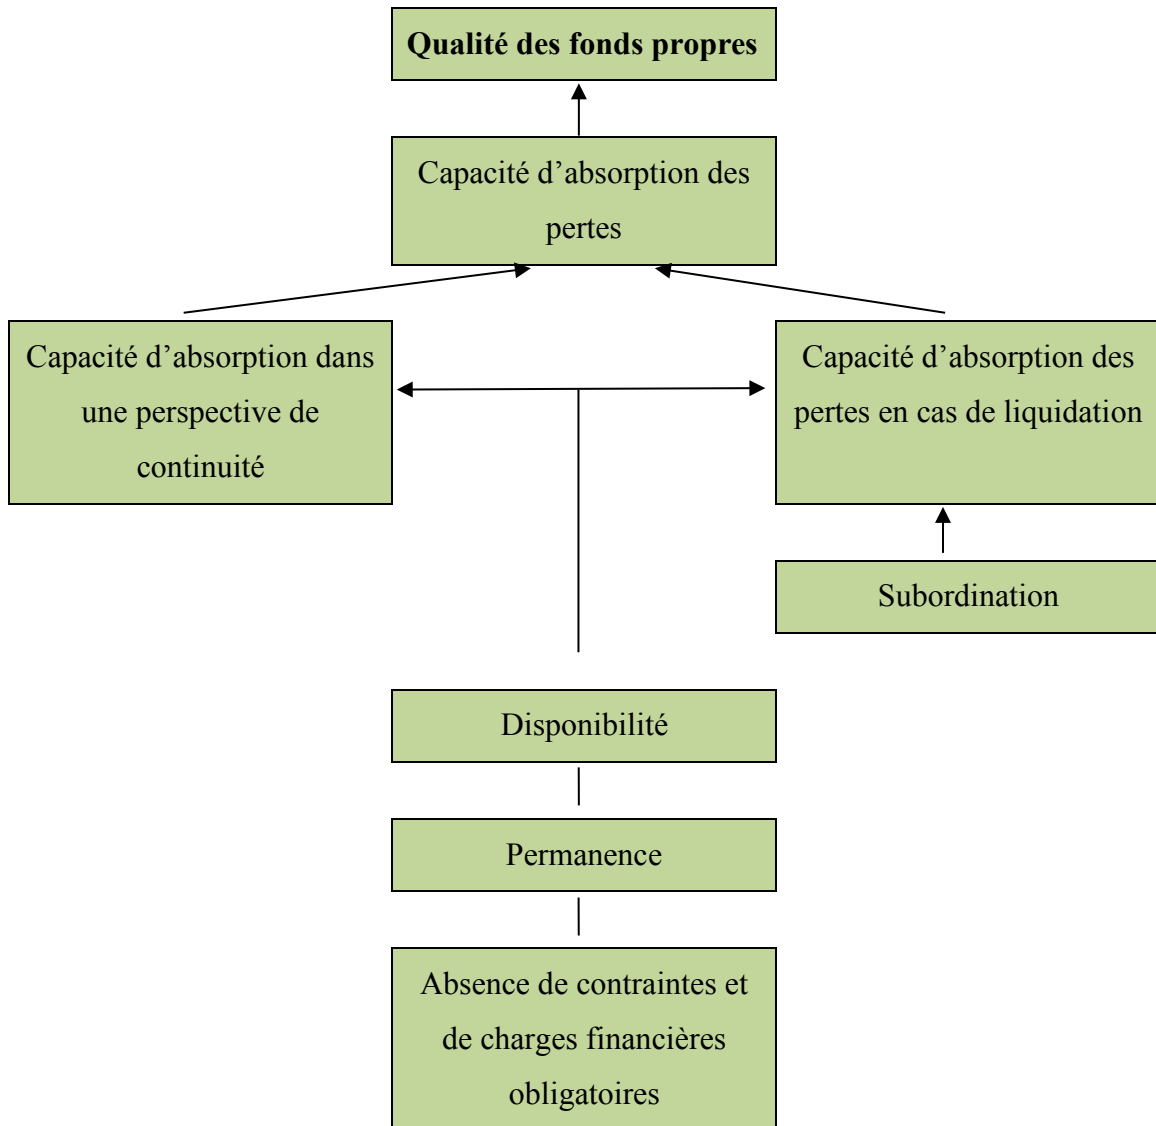 Qualité des fonds propres
Capacité d’absorption des
pertes
Capacité d’absorption dans
une perspective de
continuité
Capacité d’absorption des
pertes en cas de liquidation
Subordination
Disponibilité
Permanence
Absence de contraintes et
de charges financières
obligatoires